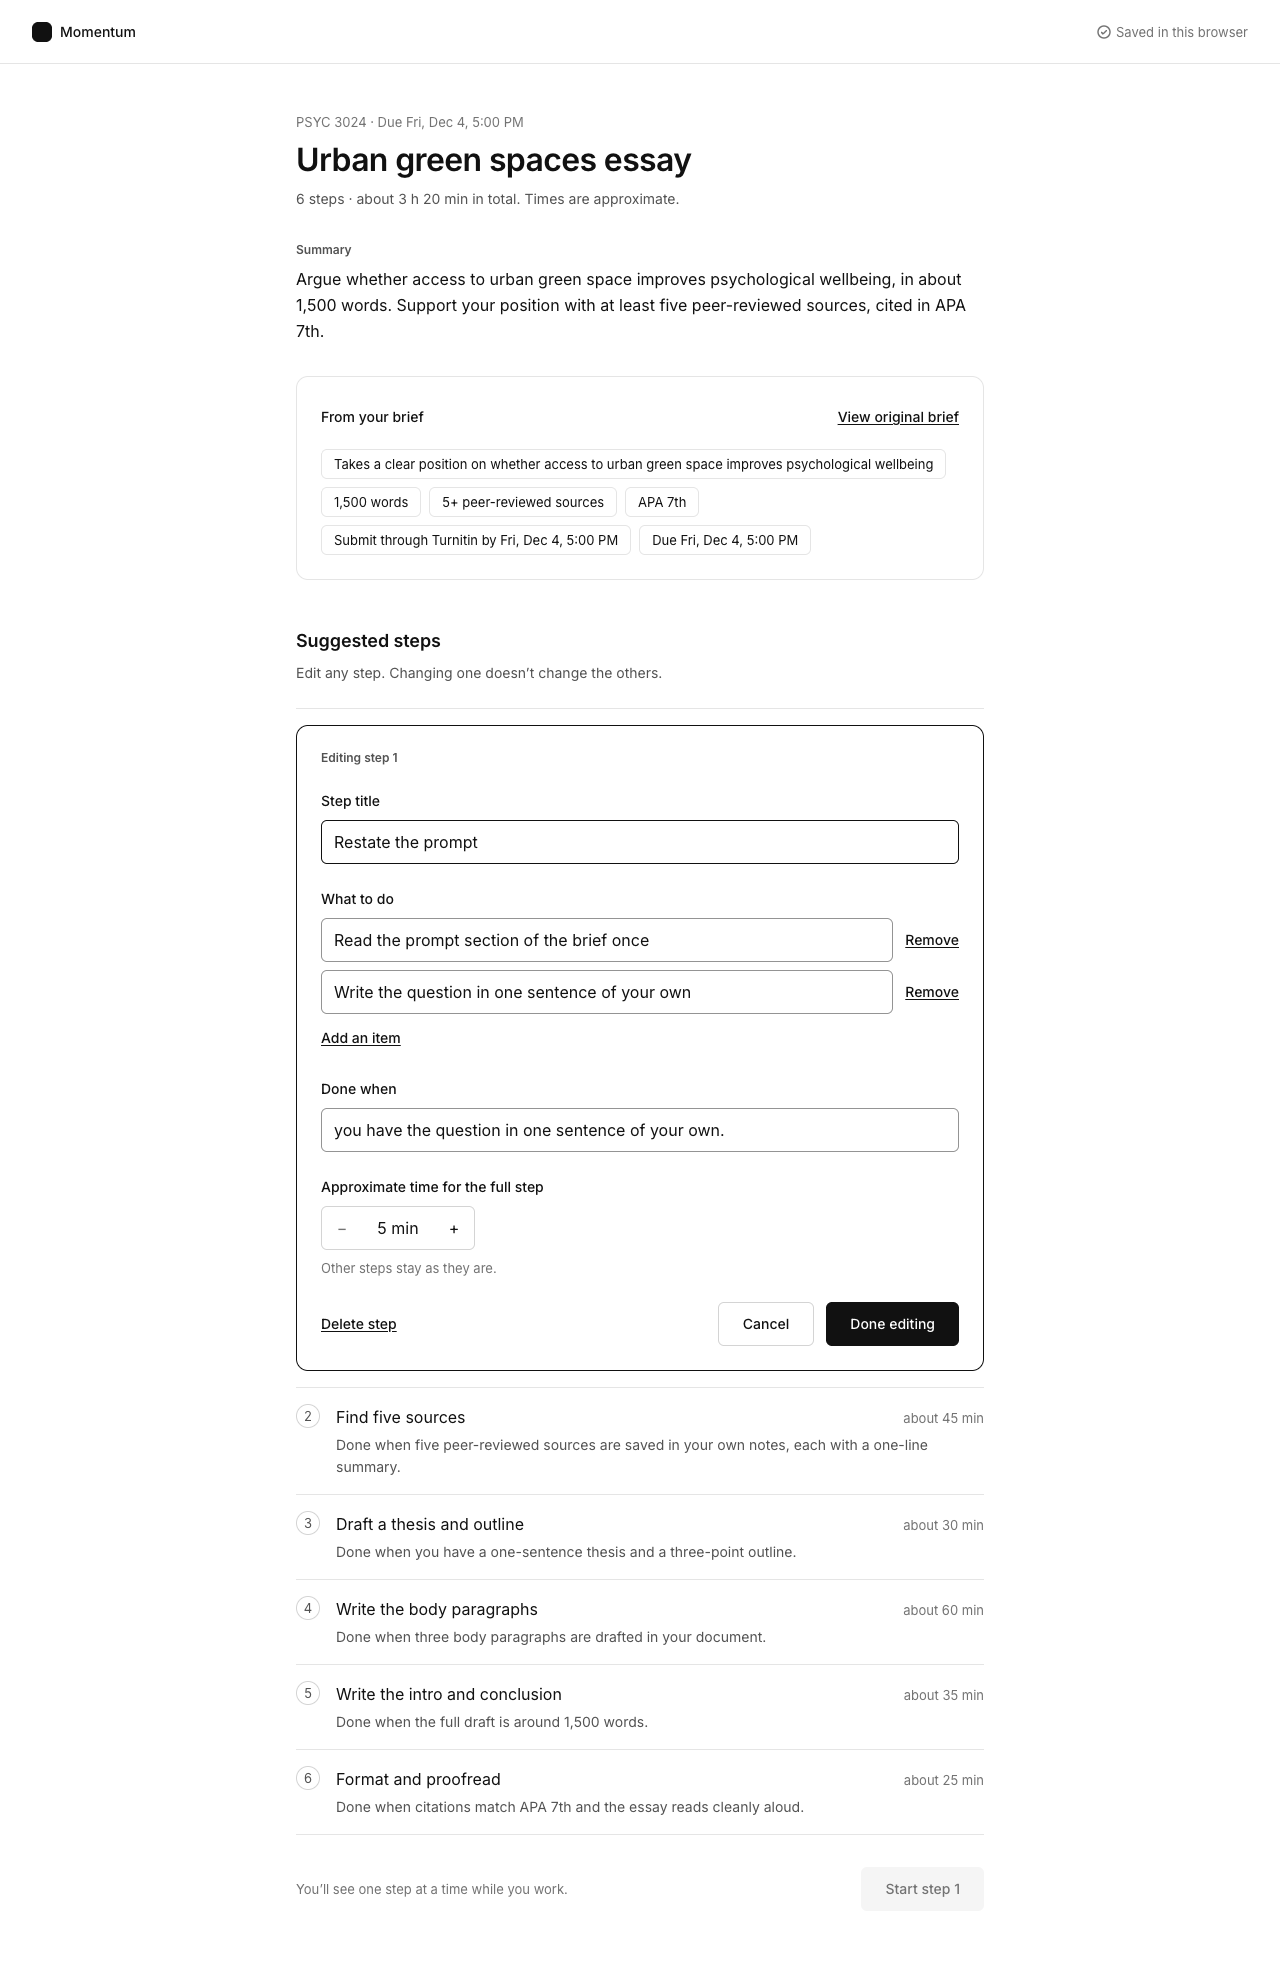 Momentum
Saved in this browser
PSYC 3024 · Due Fri, Dec 4, 5:00 PM
Urban green spaces essay
6 steps · about 3 h 20 min in total. Times are approximate.
Summary
Argue whether access to urban green space improves psychological wellbeing, in about
1,500 words. Support your position with at least five peer-reviewed sources, cited in APA
7th.
From your brief
View original brief
Takes a clear position on whether access to urban green space improves psychological wellbeing
1,500 words
5+ peer-reviewed sources
APA 7th
Submit through Turnitin by Fri, Dec 4, 5:00 PM
Due Fri, Dec 4, 5:00 PM
Suggested steps
Edit any step. Changing one doesn’t change the others.
Editing step 1
Step title
Restate the prompt
What to do
Read the prompt section of the brief once
Remove
Write the question in one sentence of your own
Remove
Add an item
Done when
you have the question in one sentence of your own.
Approximate time for the full step
− 5 min +
Other steps stay as they are.
Delete step
Cancel
Done editing
2 Find five sources about 45 min
Done when five peer-reviewed sources are saved in your own notes, each with a one-line
summary.
3 Draft a thesis and outline about 30 min
Done when you have a one-sentence thesis and a three-point outline.
4 Write the body paragraphs about 60 min
Done when three body paragraphs are drafted in your document.
5 Write the intro and conclusion about 35 min
Done when the full draft is around 1,500 words.
6 Format and proofread about 25 min
Done when citations match APA 7th and the essay reads cleanly aloud.
You’ll see one step at a time while you work.
Start step 1